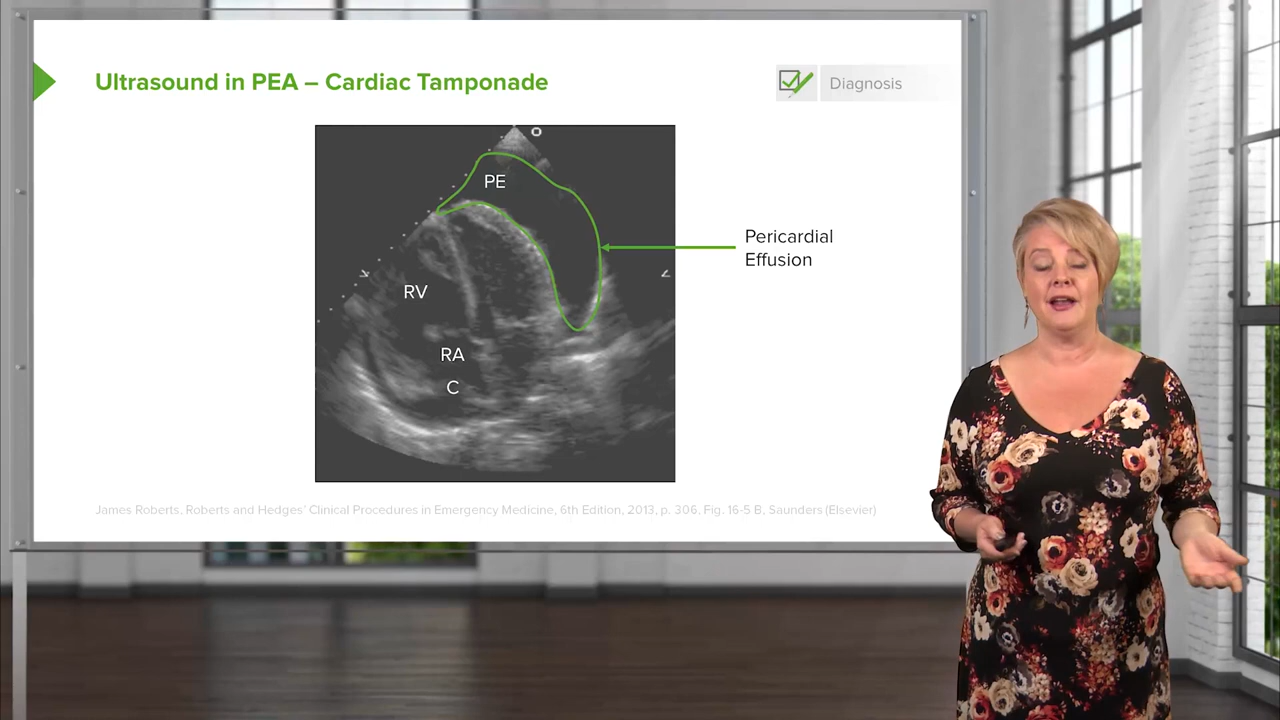 Ultrasound in PEA – Cardiac Tamponade
Diagnosis
PE
Pericardial
Effusion
RV
RA
C
James Roberts, Roberts and Hedges' Clinical Procedures in Emergency Medicine, 6th Edition, 2013, p. 306, Fig. 16-5 B, Saunders (Elsevier)